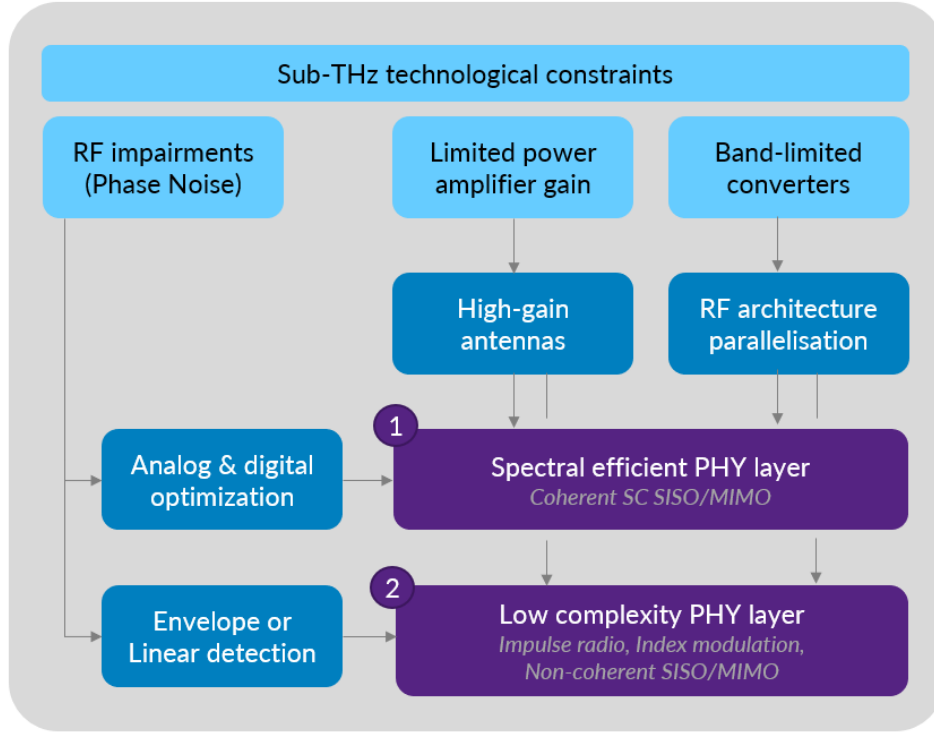 Sub-THz technological constraints
RF impairments
(Phase Noise)
Limited power
amplifier gain
Band-limited
converters
High-gain
antennas
RF architecture
parallelisation
1
Analog & digital
optimization
Spectral efficient PHY layer
Coherent SC SISO/MIMO
2
Envelope or
Linear detection
Low complexity PHY layer
Impulse radio, Index modulation,
Non-coherent SISO/MIMO